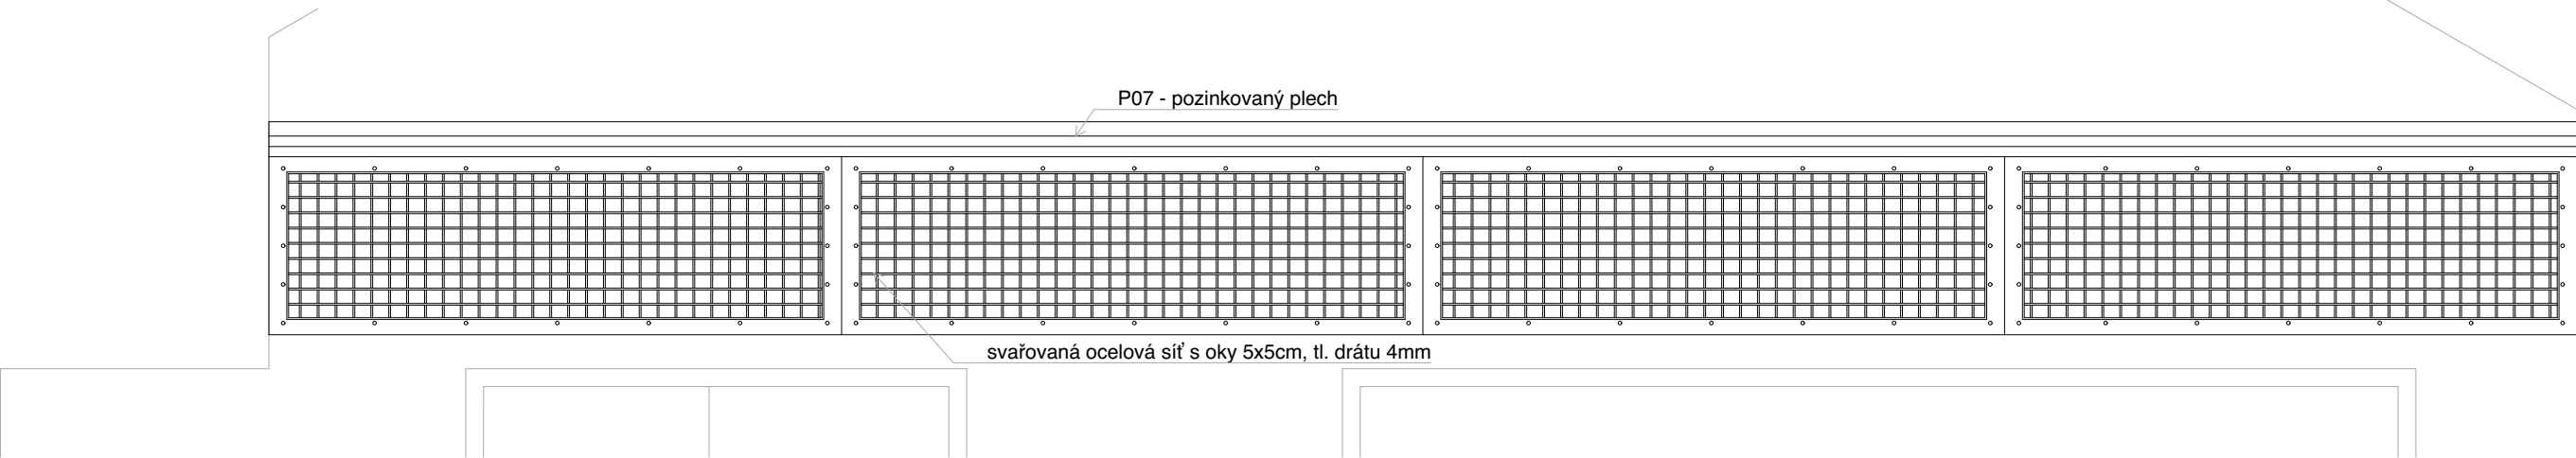 P07 - pozinkovaný plech
svařovaná ocelová síť s oky 5x5cm, tl. drátu 4mm